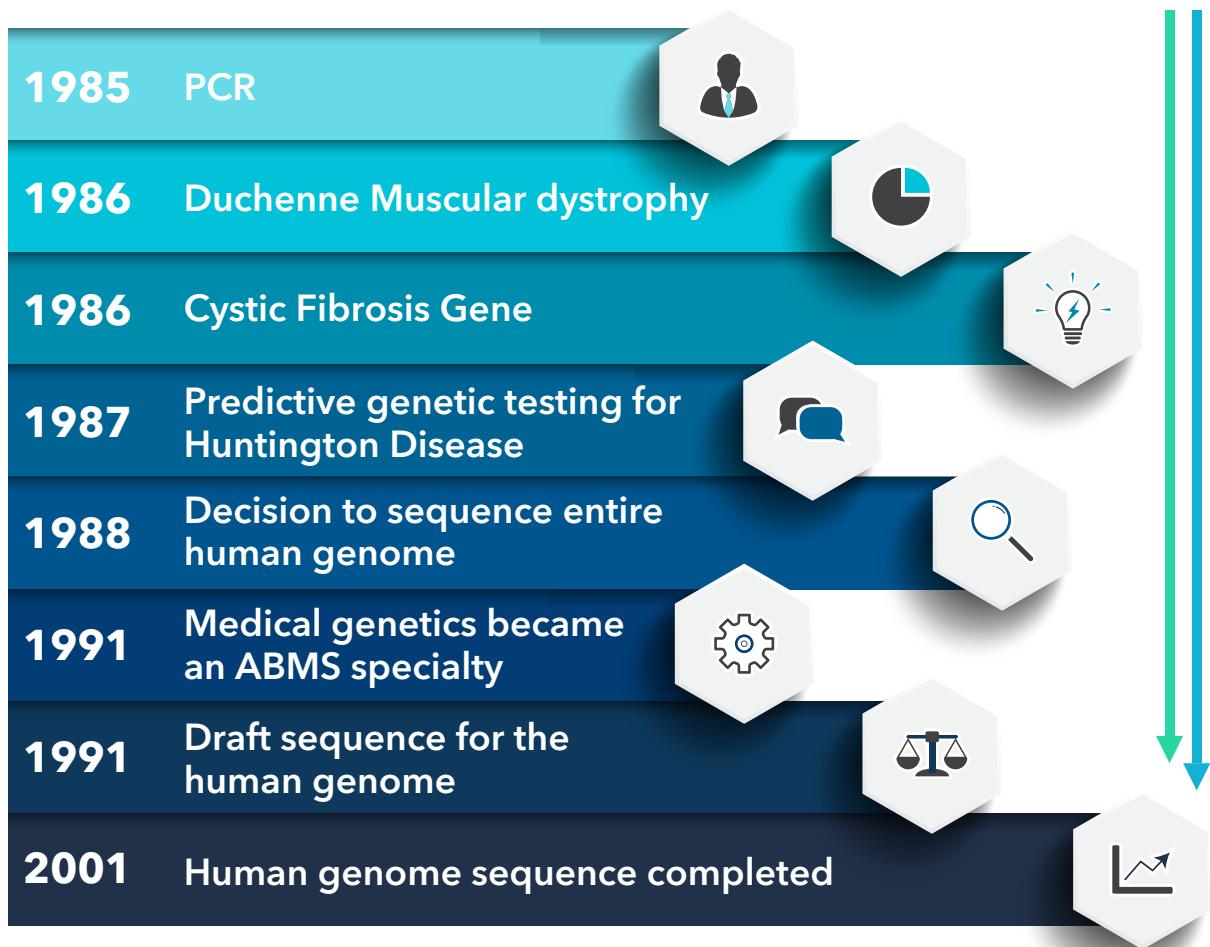 1985 PCR
1986 Duchenne Muscular dystrophy
1986 Cystic Fibrosis Gene
1987 Predictive genetic testing for
Huntington Disease
1988 Decision to sequence entire
human genome
1991 Medical genetics became
an ABMS specialty
1991 Draft sequence for the
human genome
2001 Human genome sequence completed